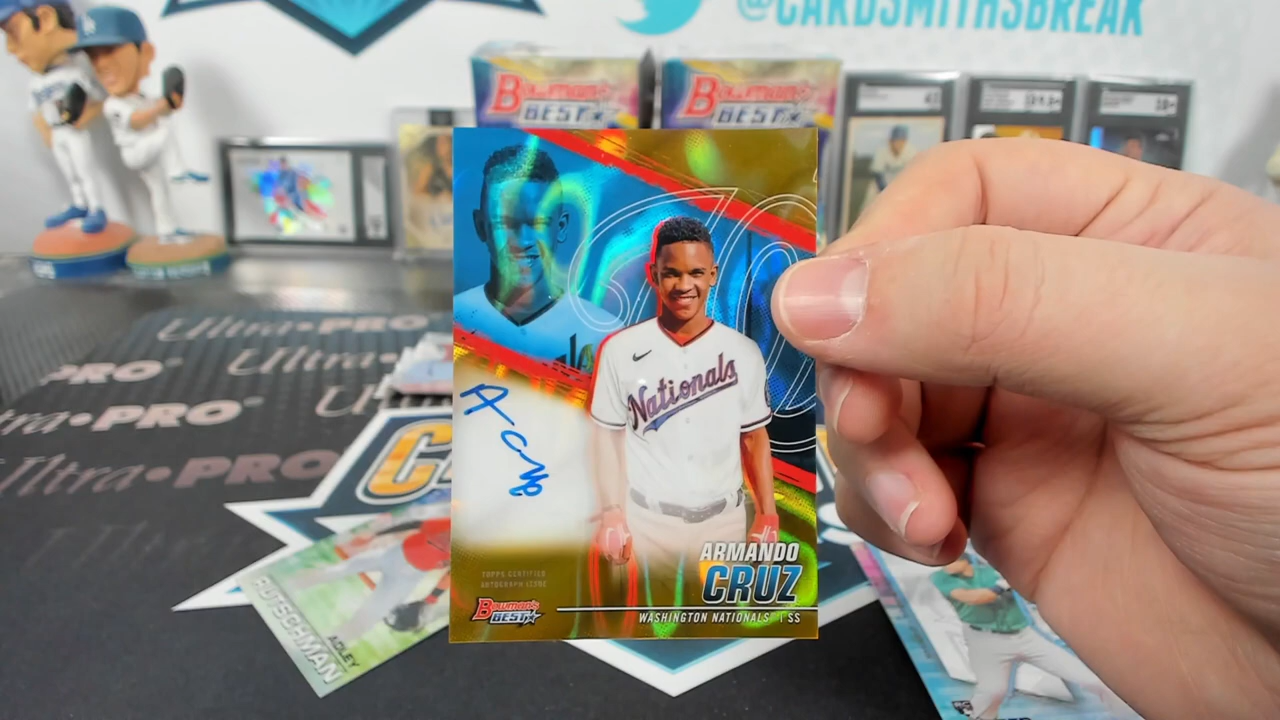 @CARDSMITHSBREAK
Bowman's
BEST
Bowman's
BEST
Ultra•PRO
PRO®
Ultra•
PRO®
Ultra•PRO
Nationals
ARMANDO
CRUZ
WASHINGTON NATIONALS | SS
TOPPS CERTIFIED
AUTOGRAPH ISSUE
Bowman's
BEST
ADLEY
RUTSCHMAN